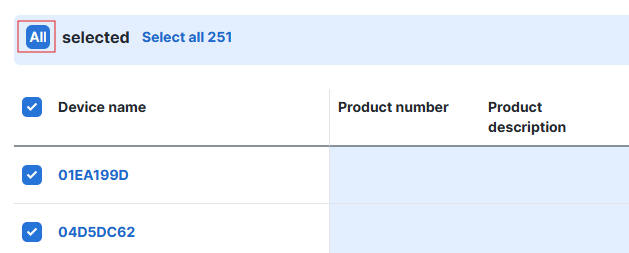 All selected Select all 251
Device name Product number Product
description
01EA199D
04D5DC62